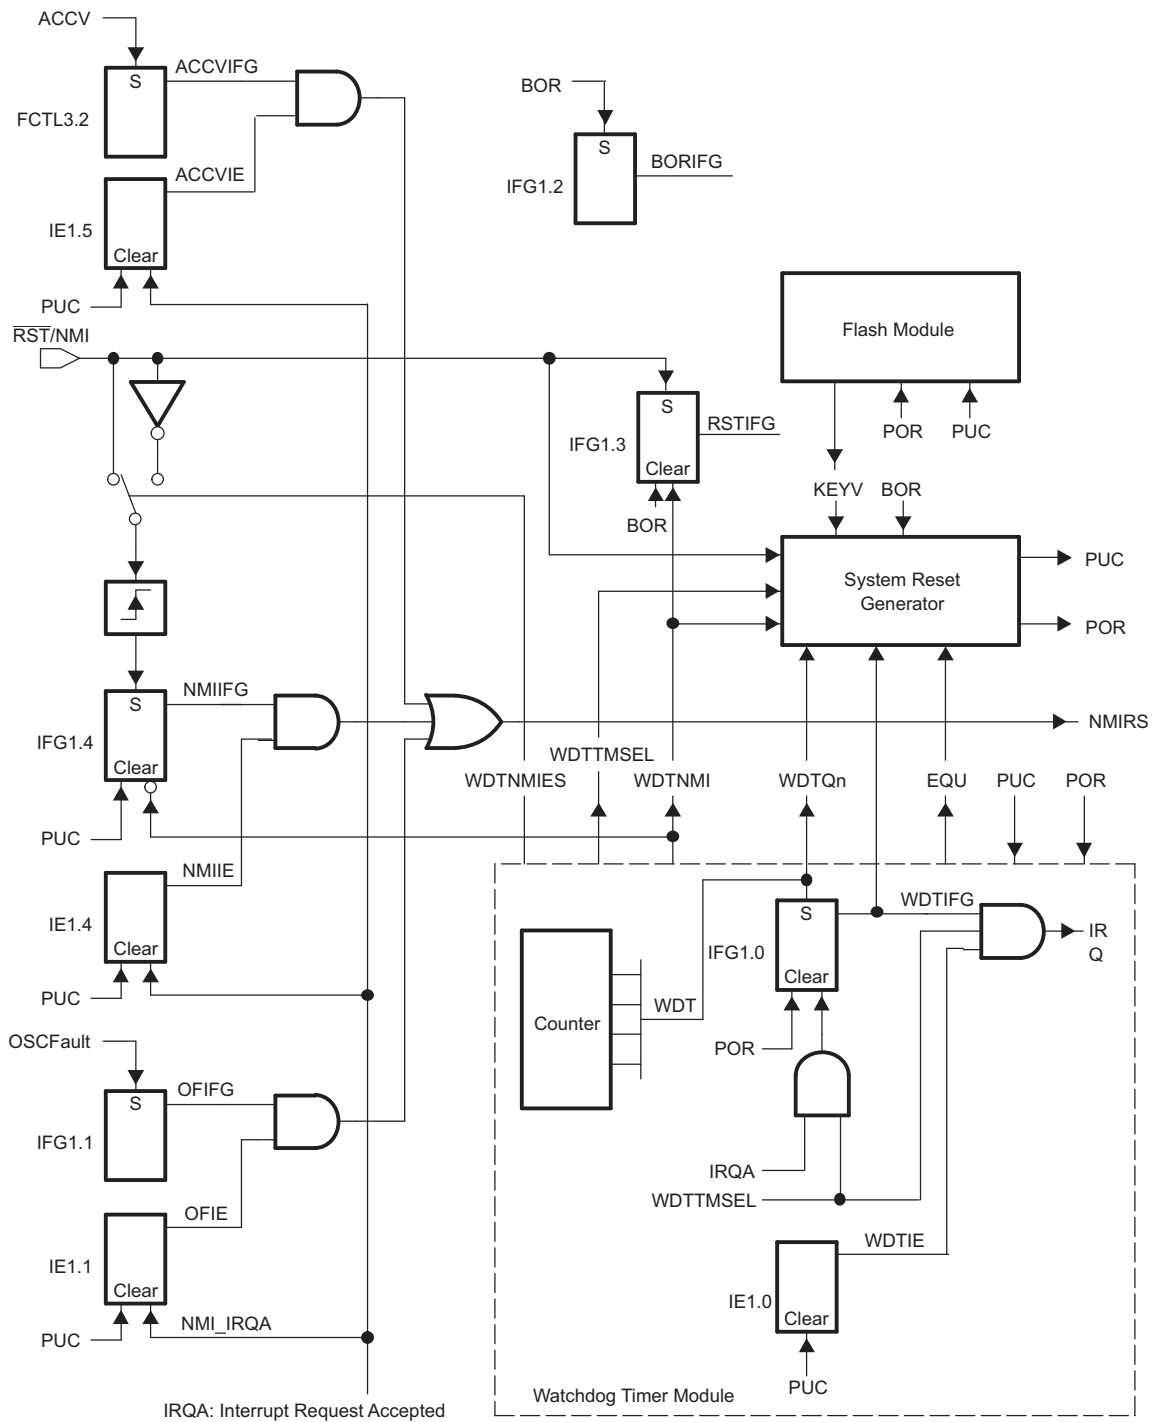 ACCV
S
ACCVIFG
FCTL3.2
ACCVIE
IE1.5
Clear
PUC
BOR
S
BORIFG
IFG1.2
Flash Module
POR
PUC
RST/NMI
S
RSTIFG
IFG1.3
Clear
BOR
KEYV
BOR
System Reset
Generator
PUC
POR
S
NMIIFG
IFG1.4
Clear
PUC
NMIRS
WDTTMSEL
WDTNMIES
WDTNMI
WDTQn
EQU
PUC
POR
NMIIE
IE1.4
Clear
PUC
S
WDTIFG
IFG1.0
Clear
IR
Q
Counter
WDT
POR
OSCFault
S
OFIFG
IFG1.1
IRQA
WDTTMSEL
OFIE
IE1.1
Clear
PUC
NMI_IRQA
WDTIE
IE1.0
Clear
PUC
Watchdog Timer Module
IRQA: Interrupt Request Accepted